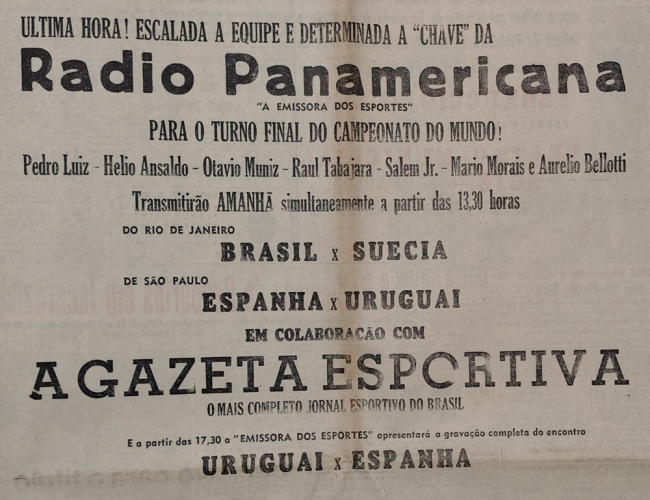 ULTIMA HORA! ESCALADA A EQUIPE E DETERMINADA A "CHAVE" DA
Radio Panamericana
"A EMISSORA DOS ESPORTES"
PARA O TURNO FINAL DO CAMPEONATO DO MUNDO!
Pedro Luiz - Helio Ansaldo - Otavio Muniz - Raul Tabajara - Salem Jr. - Mario Morais e Aurelio Bellotti
Transmitirão AMANHÃ simultaneamente a partir das 13,30 horas
DO RIO DE JANEIRO
BRASIL x SUECIA
DE SÃO PAULO
ESPANHA x URUGUAI
EM COLABORAÇÃO COM
A GAZETA ESPORTIVA
O MAIS COMPLETO JORNAL ESPORTIVO DO BRASIL
E a partir das 17,30 a "EMISSORA DOS ESPORTES" apresentará a gravação completa do encontro
URUGUAI x ESPANHA